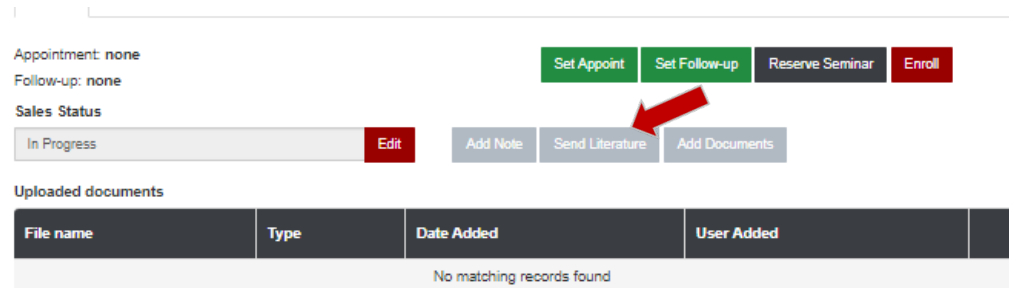 Appointment: none
Set Appoint Set Follow-up Reserve Seminar Enroll
Follow-up: none
Sales Status
In Progress Edit Add Note Send Literature Add Documents
Uploaded documents
File name Type Date Added User Added
No matching records found